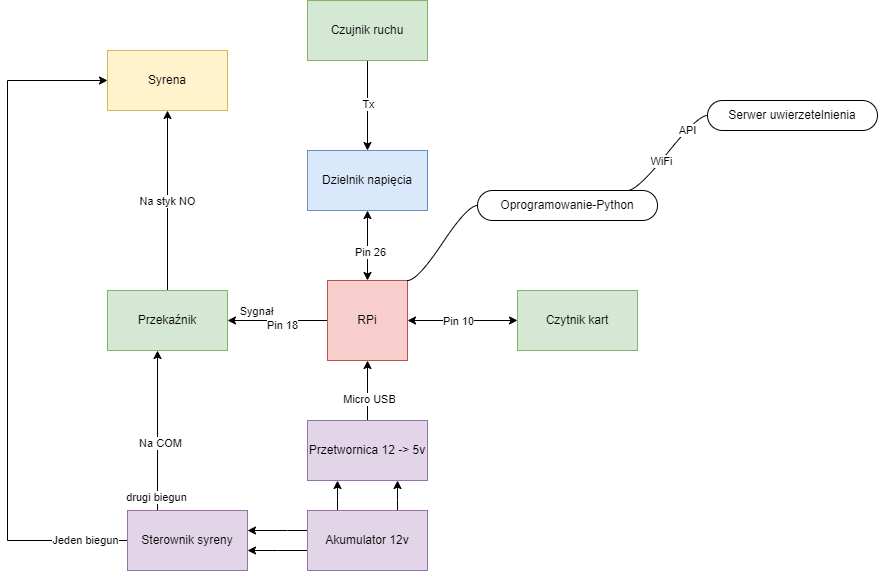 Czujnik ruchu
Syrena
Tx
Serwer uwierzetelnienia
API
WiFi
Dzielnik napięcia
Oprogramowanie-Python
Na styk NO
Pin 26
Przekaźnik
Sygnał
Pin 18
RPi
Pin 10
Czytnik kart
Micro USB
Na COM
Przetwornica 12 -> 5v
drugi biegun
Jeden biegun
Sterownik syreny
Akumulator 12v